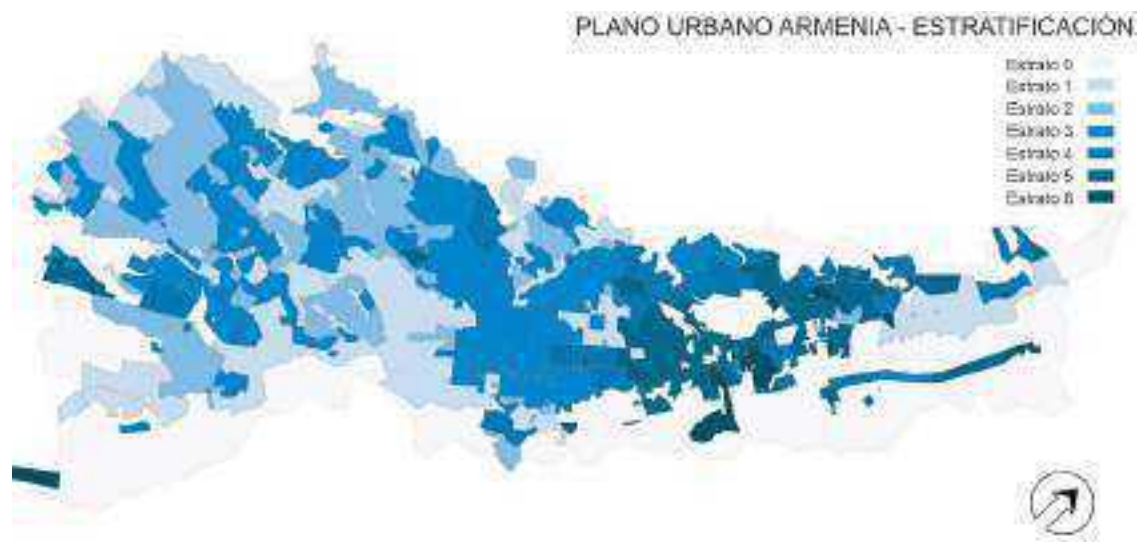 PLANO URBANO ARMENIA - ESTRATIFICACIÓN.
Estrato 0
Estrato 1
Estrato 2
Estrato 3
Estrato 4
Estrato 5
Estrato 6